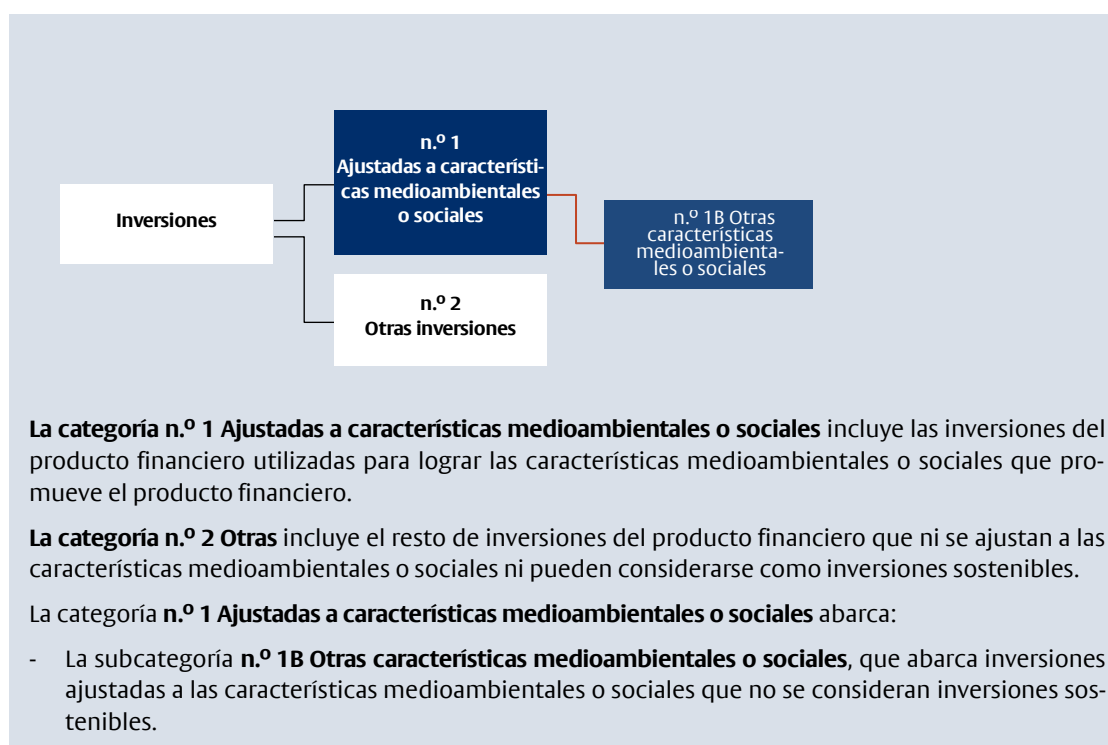 n.º 1
Ajustadas a característi-
cas medioambientales
o sociales
Inversiones
n.º 1B Otras
características
medioambienta-
les o sociales
n.º 2
Otras inversiones
La categoría n.º 1 Ajustadas a características medioambientales o sociales incluye las inversiones del
producto financiero utilizadas para lograr las características medioambientales o sociales que pro-
mueve el producto financiero.
La categoría n.º 2 Otras incluye el resto de inversiones del producto financiero que ni se ajustan a las
características medioambientales o sociales ni pueden considerarse como inversiones sostenibles.
La categoría n.º 1 Ajustadas a características medioambientales o sociales abarca:
- La subcategoría n.º 1B Otras características medioambientales o sociales, que abarca inversiones
ajustadas a las características medioambientales o sociales que no se consideran inversiones sos-
tenibles.